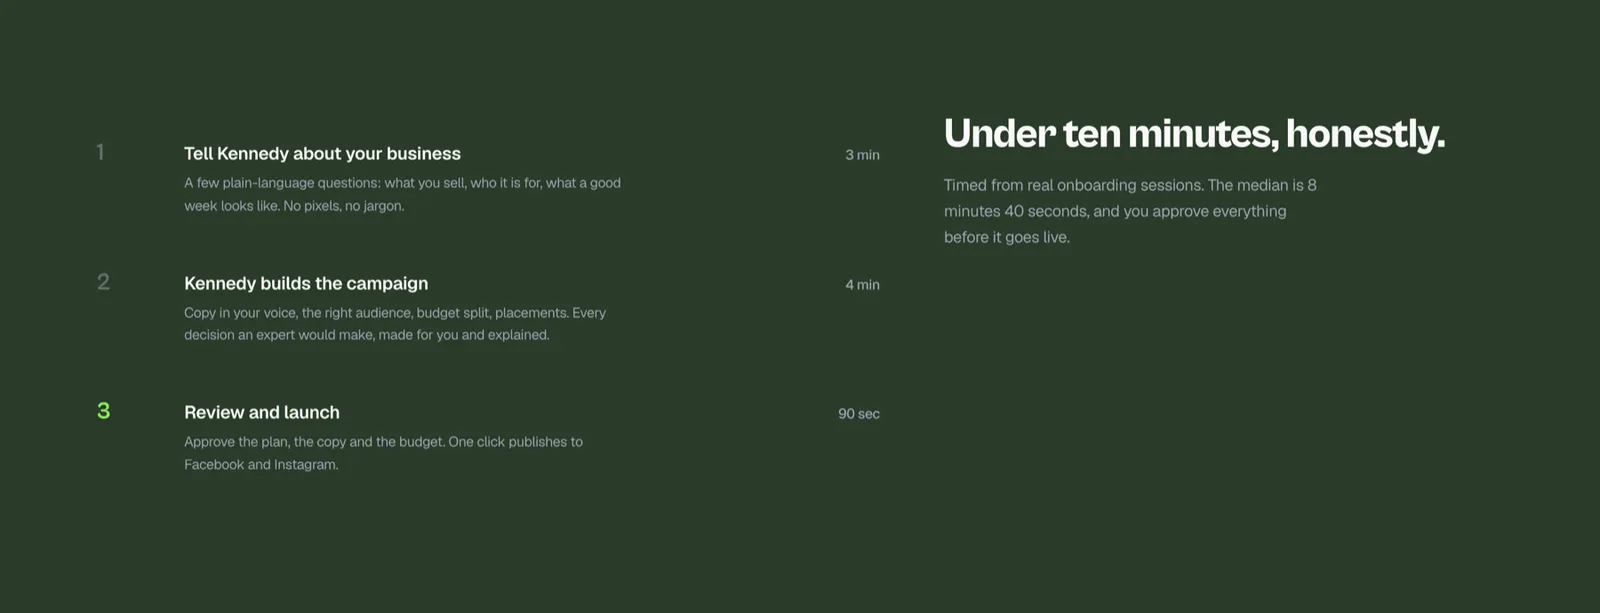 1
Tell Kennedy about your business
3 min
A few plain-language questions: what you sell, who it is for, what a good
week looks like. No pixels, no jargon.
2
Kennedy builds the campaign
4 min
Copy in your voice, the right audience, budget split, placements. Every
decision an expert would make, made for you and explained.
3
Review and launch
90 sec
Approve the plan, the copy and the budget. One click publishes to
Facebook and Instagram.
Under ten minutes, honestly.
Timed from real onboarding sessions. The median is 8
minutes 40 seconds, and you approve everything
before it goes live.